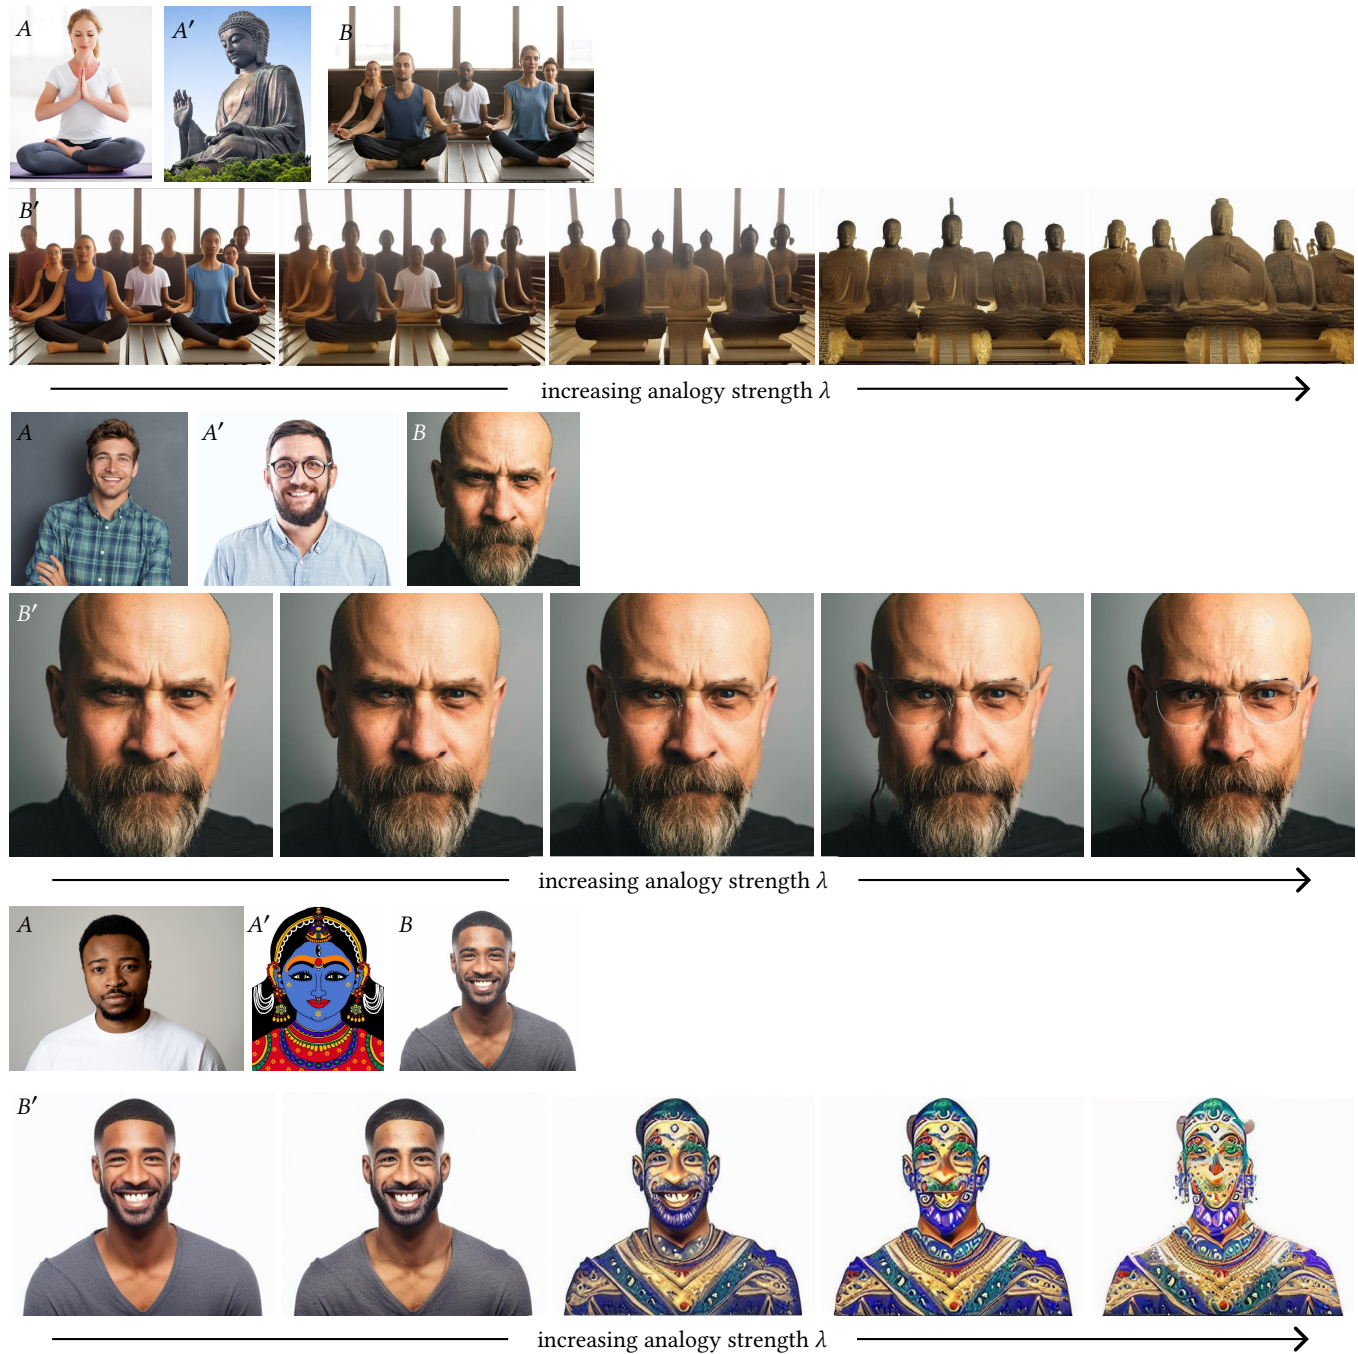 A A′ B
B′
increasing analogy strength λ
A A′ B
B′
increasing analogy strength λ
A A′ B
B′
increasing analogy strength λ